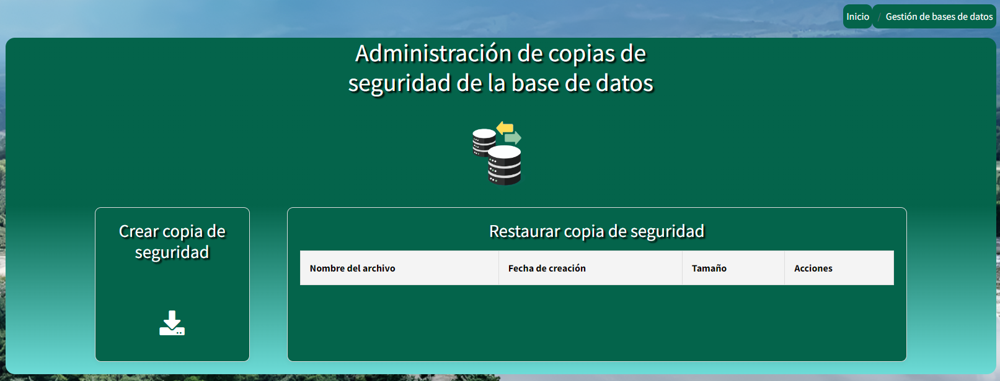 Inicio / Gestión de bases de datos
Administración de copias de
seguridad de la base de datos
Crear copia de
seguridad
Restaurar copia de seguridad
Nombre del archivo Fecha de creación Tamaño Acciones